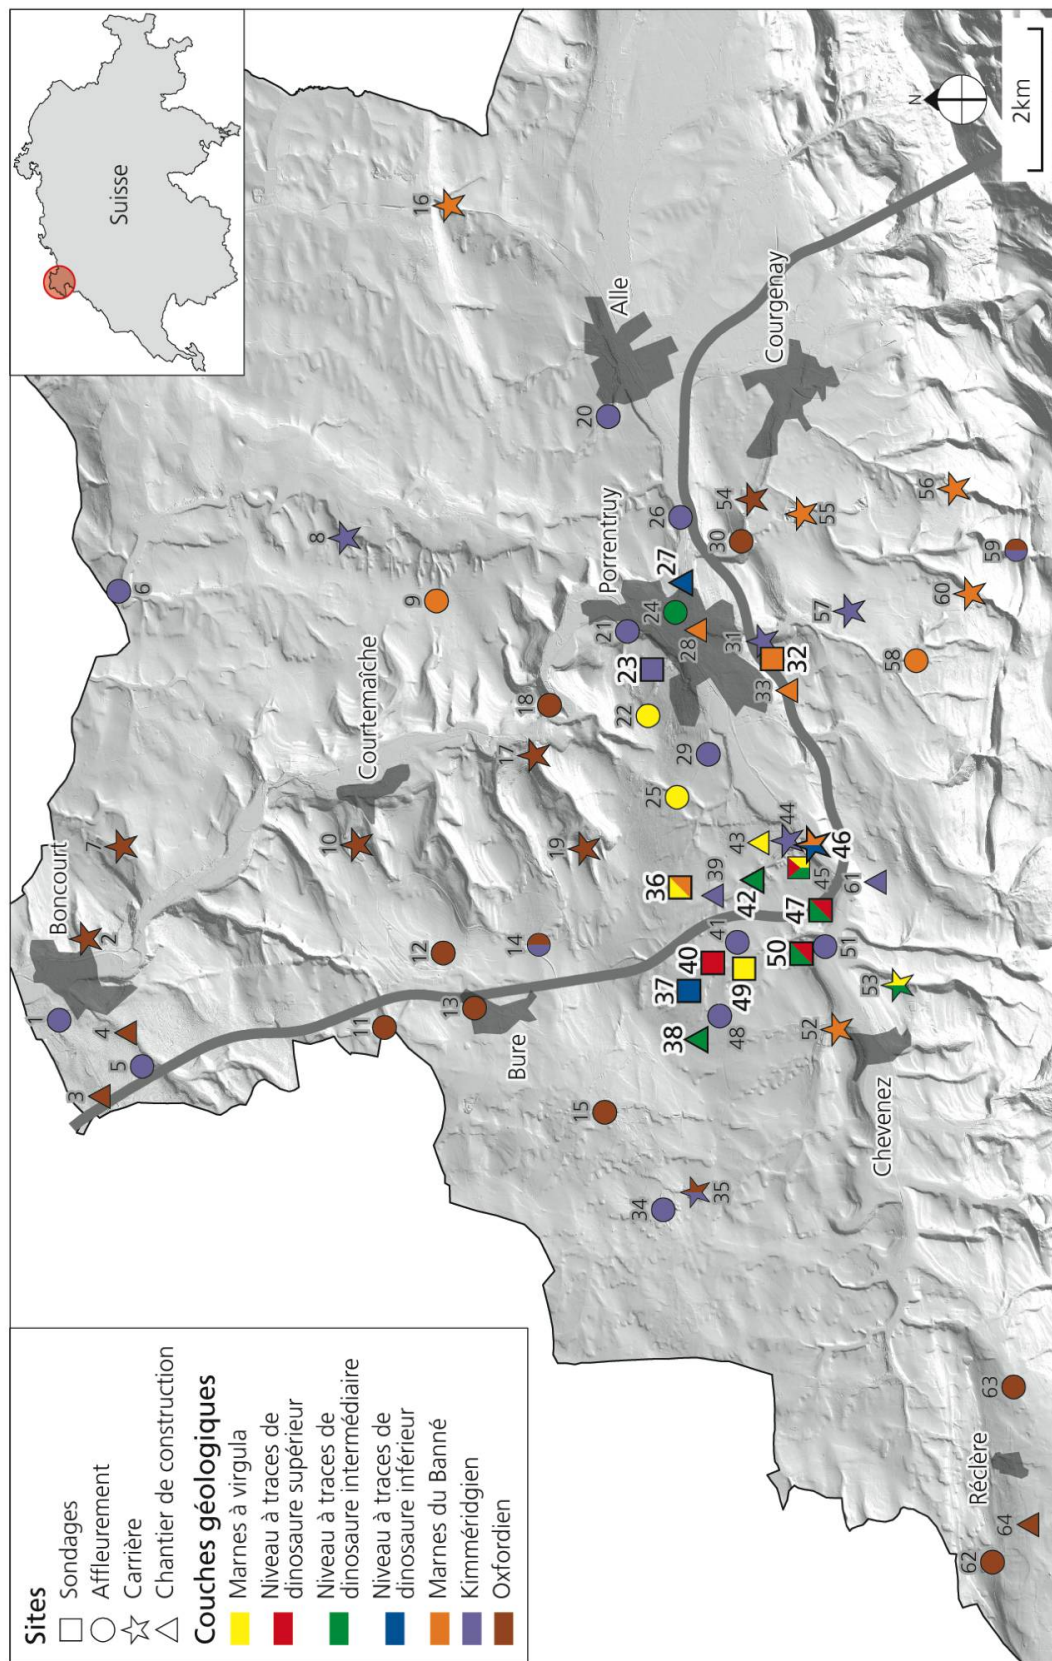 Sites
Sondages
Affleurement
Carrière
Chantier de construction
Couches géologiques
Marnes à virgula
Niveau à traces de
dinosaure supérieur
Niveau à traces de
dinosaure intermédiaire
Niveau à traces de
dinosaure inférieur
Marnes du Banné
Kimméridgien
Oxfordien
Suisse
N
2km
Boncourt
Courtemaîche
Bure
Porrentruy
Alle
Courgenay
Chevenez
Réclère
1
2
3
4
5
6
7
8
9
10
11
12
13
14
15
16
17
18
19
20
21
22
23
24
25
26
27
28
29
30
31
32
33
34
35
36
37
38
39
40
41
42
43
44
45
46
47
48
49
50
51
52
53
54
55
56
57
58
59
60
61
62
63
64